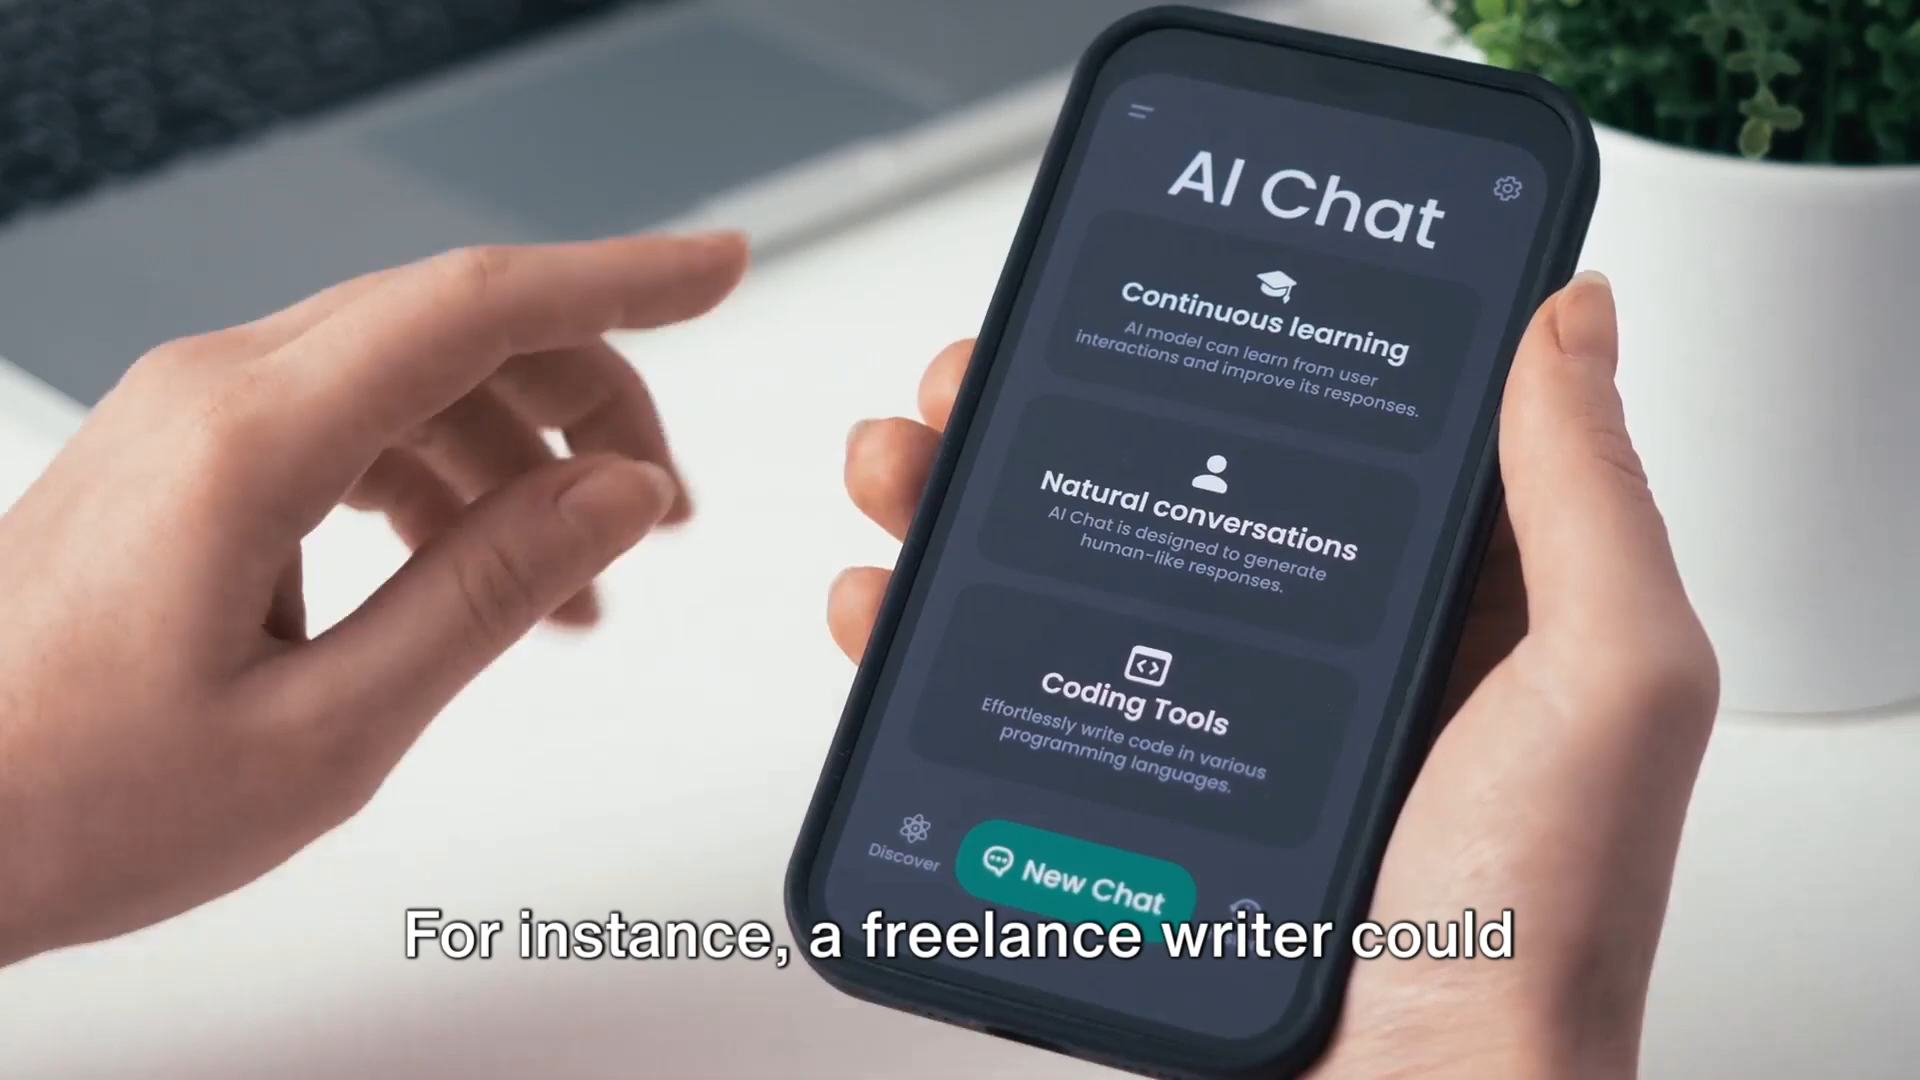 AI Chat
Continuous learning
AI model can learn from user
interactions and improve its responses.
Natural conversations
AI Chat is designed to generate
human-like responses.
Coding Tools
Effortlessly write code in various
programming languages.
Discover
New Chat
For instance, a freelance writer could